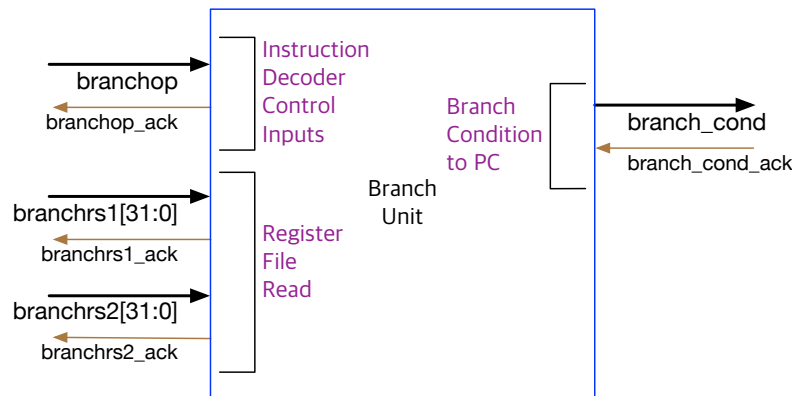 branchop
branchop_ack
Instruction
Decoder
Control
Inputs
branchrs1[31:0]
branchrs1_ack
branchrs2[31:0]
branchrs2_ack
Register
File
Read
Branch
Unit
Branch
Condition
to PC
branch_cond
branch_cond_ack